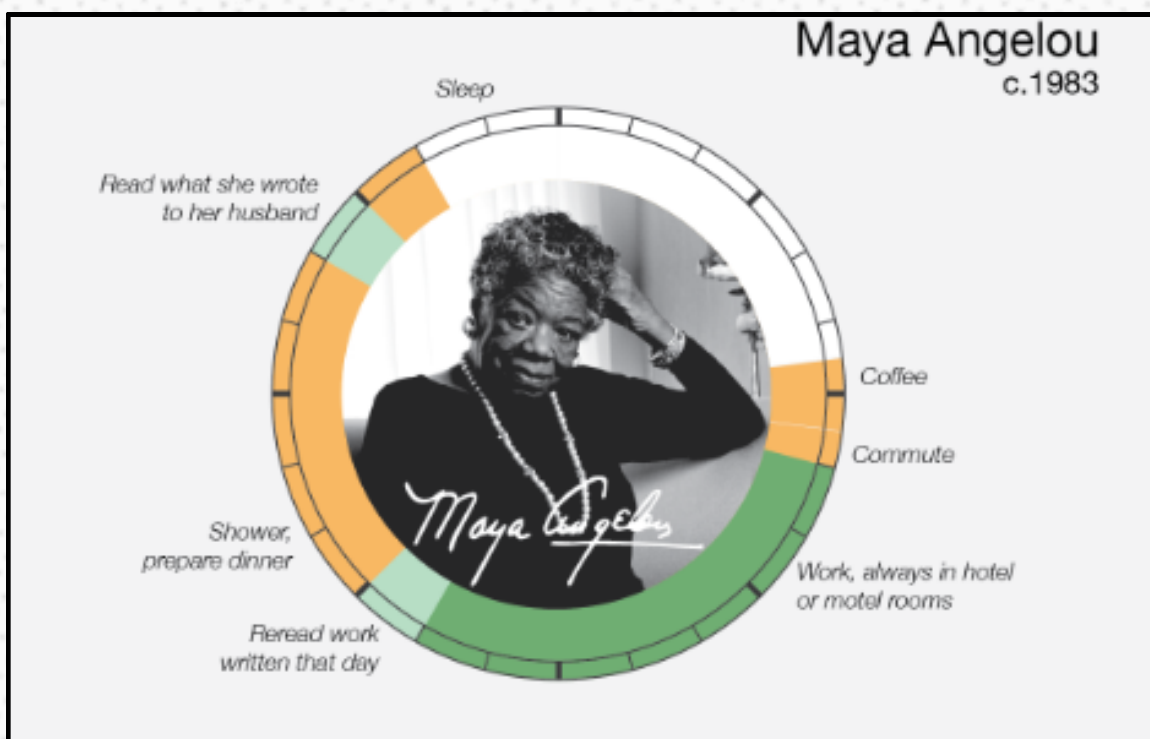 Maya Angelou
c.1983
Sleep
Read what she wrote
to her husband
Coffee
Commute
Work, always in hotel
or motel rooms
Shower,
prepare dinner
Reread work
written that day
Maya Angelou